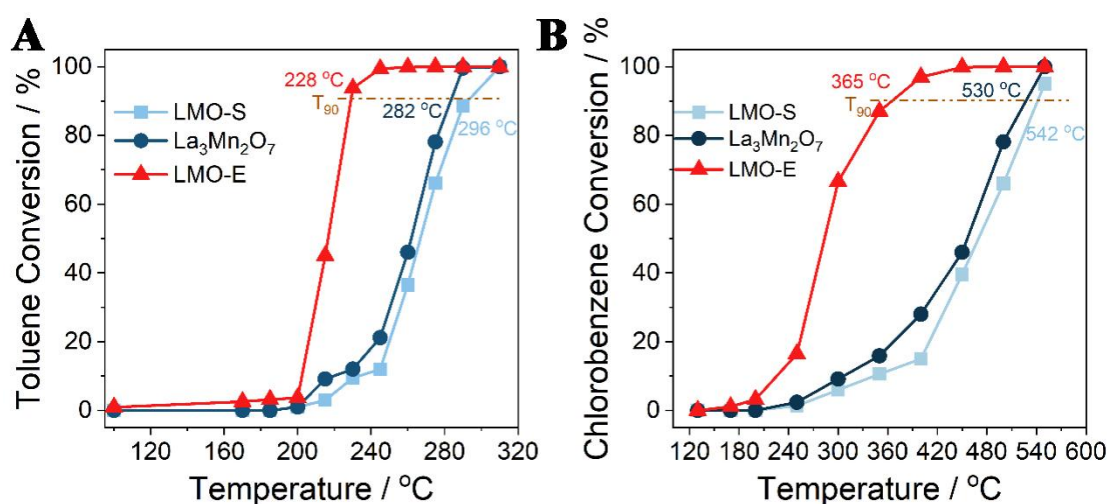 A
Toluene Conversion / %
100
80
60
40
20
0
228 °C
T90
282 °C
296 °C
LMO-S
La3Mn2O7
LMO-E
120 160 200 240 280 320
Temperature / °C
B
Chlorobenzene Conversion / %
100
80
60
40
20
0
365 °C
530 °C
T90
542 °C
LMO-S
La3Mn2O7
LMO-E
120 180 240 300 360 420 480 540 600
Temperature / °C